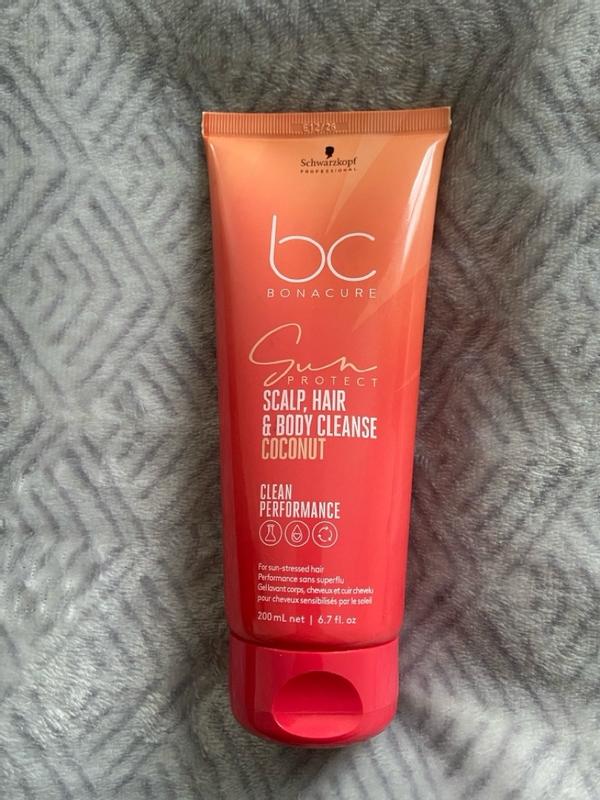 E12/26
Schwarzkopf
PROFESSIONAL
bc
BONACURE
Sun
PROTECT
SCALP, HAIR
& BODY CLEANSE
COCONUT
CLEAN
PERFORMANCE
For sun-stressed hair
Performance sans superflu
Gel lavant corps, cheveux et cuir chevelu
pour cheveux sensibilisés par le soleil
200 mL net | 6.7 fl. oz